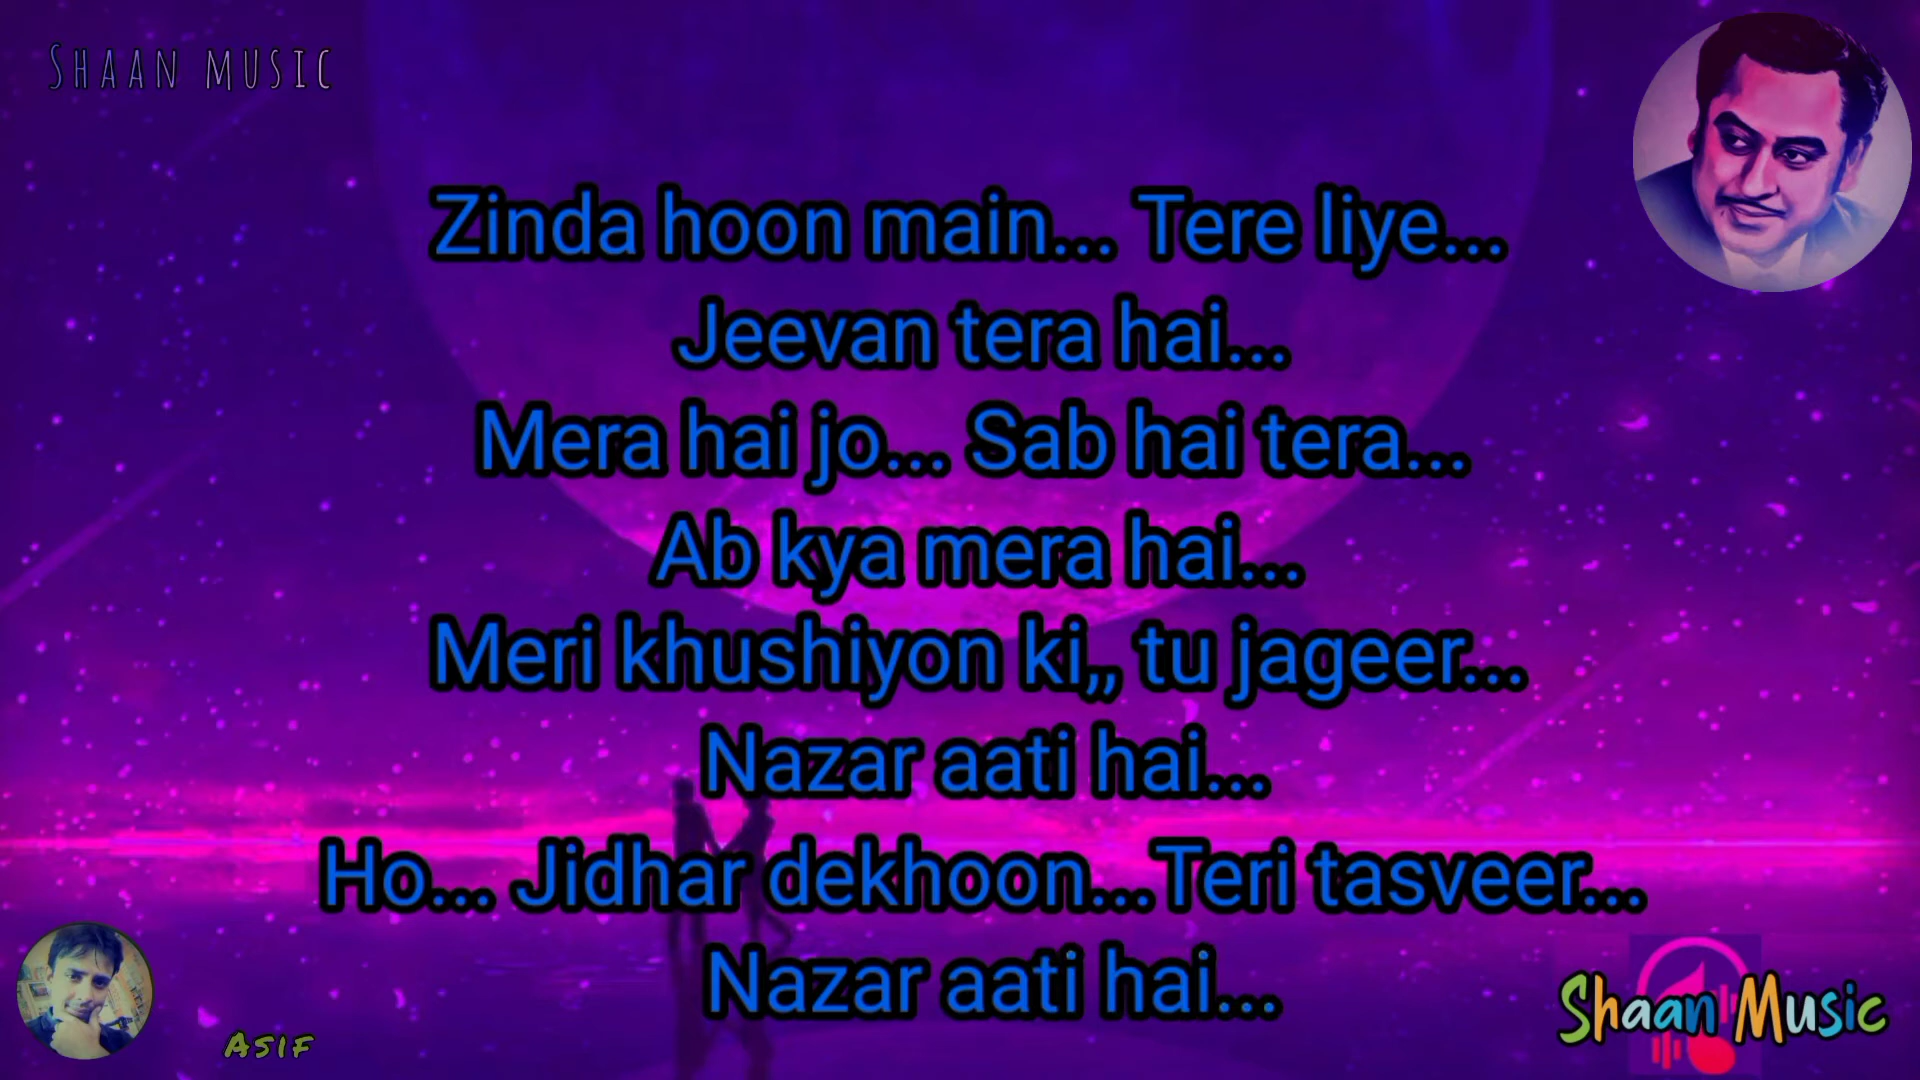 SHAAN MUSIC
Zinda hoon main... Tere liye...
Jeevan tera hai...
Mera hai jo... Sab hai tera...
Ab kya mera hai...
Meri khushiyon ki,, tu jageer...
Nazar aati hai...
Ho... Jidhar dekhoon...Teri tasveer...
Nazar aati hai...
ASIF
Shaan Music